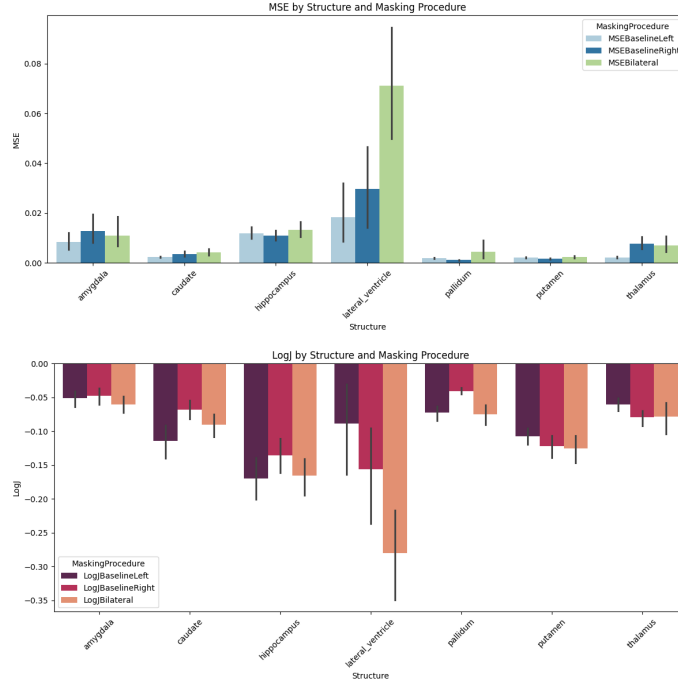 MSE by Structure and Masking Procedure
MaskingProcedure
MSEBaselineLeft
MSEBaselineRight
MSEBilateral
0.08
0.06
0.04
0.02
0.00
MSE
amygdala
caudate
hippocampus
lateral_ventricle
pallidum
putamen
thalamus
Structure
LogJ by Structure and Masking Procedure
0.00
−0.05
−0.10
−0.15
−0.20
−0.25
−0.30
−0.35
LogJ
MaskingProcedure
LogJBaselineLeft
LogJBaselineRight
LogJBilateral
amygdala
caudate
hippocampus
lateral_ventricle
pallidum
putamen
thalamus
Structure